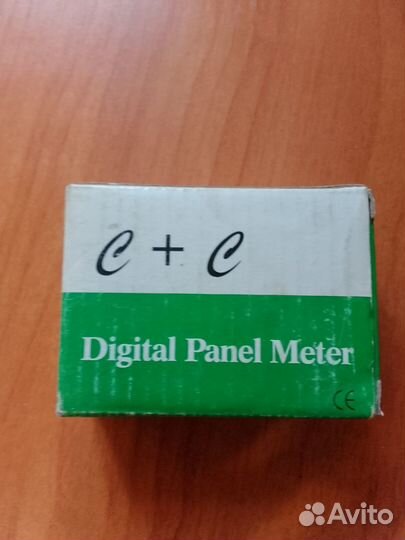 C + C
Digital Panel Meter
CE
Avito